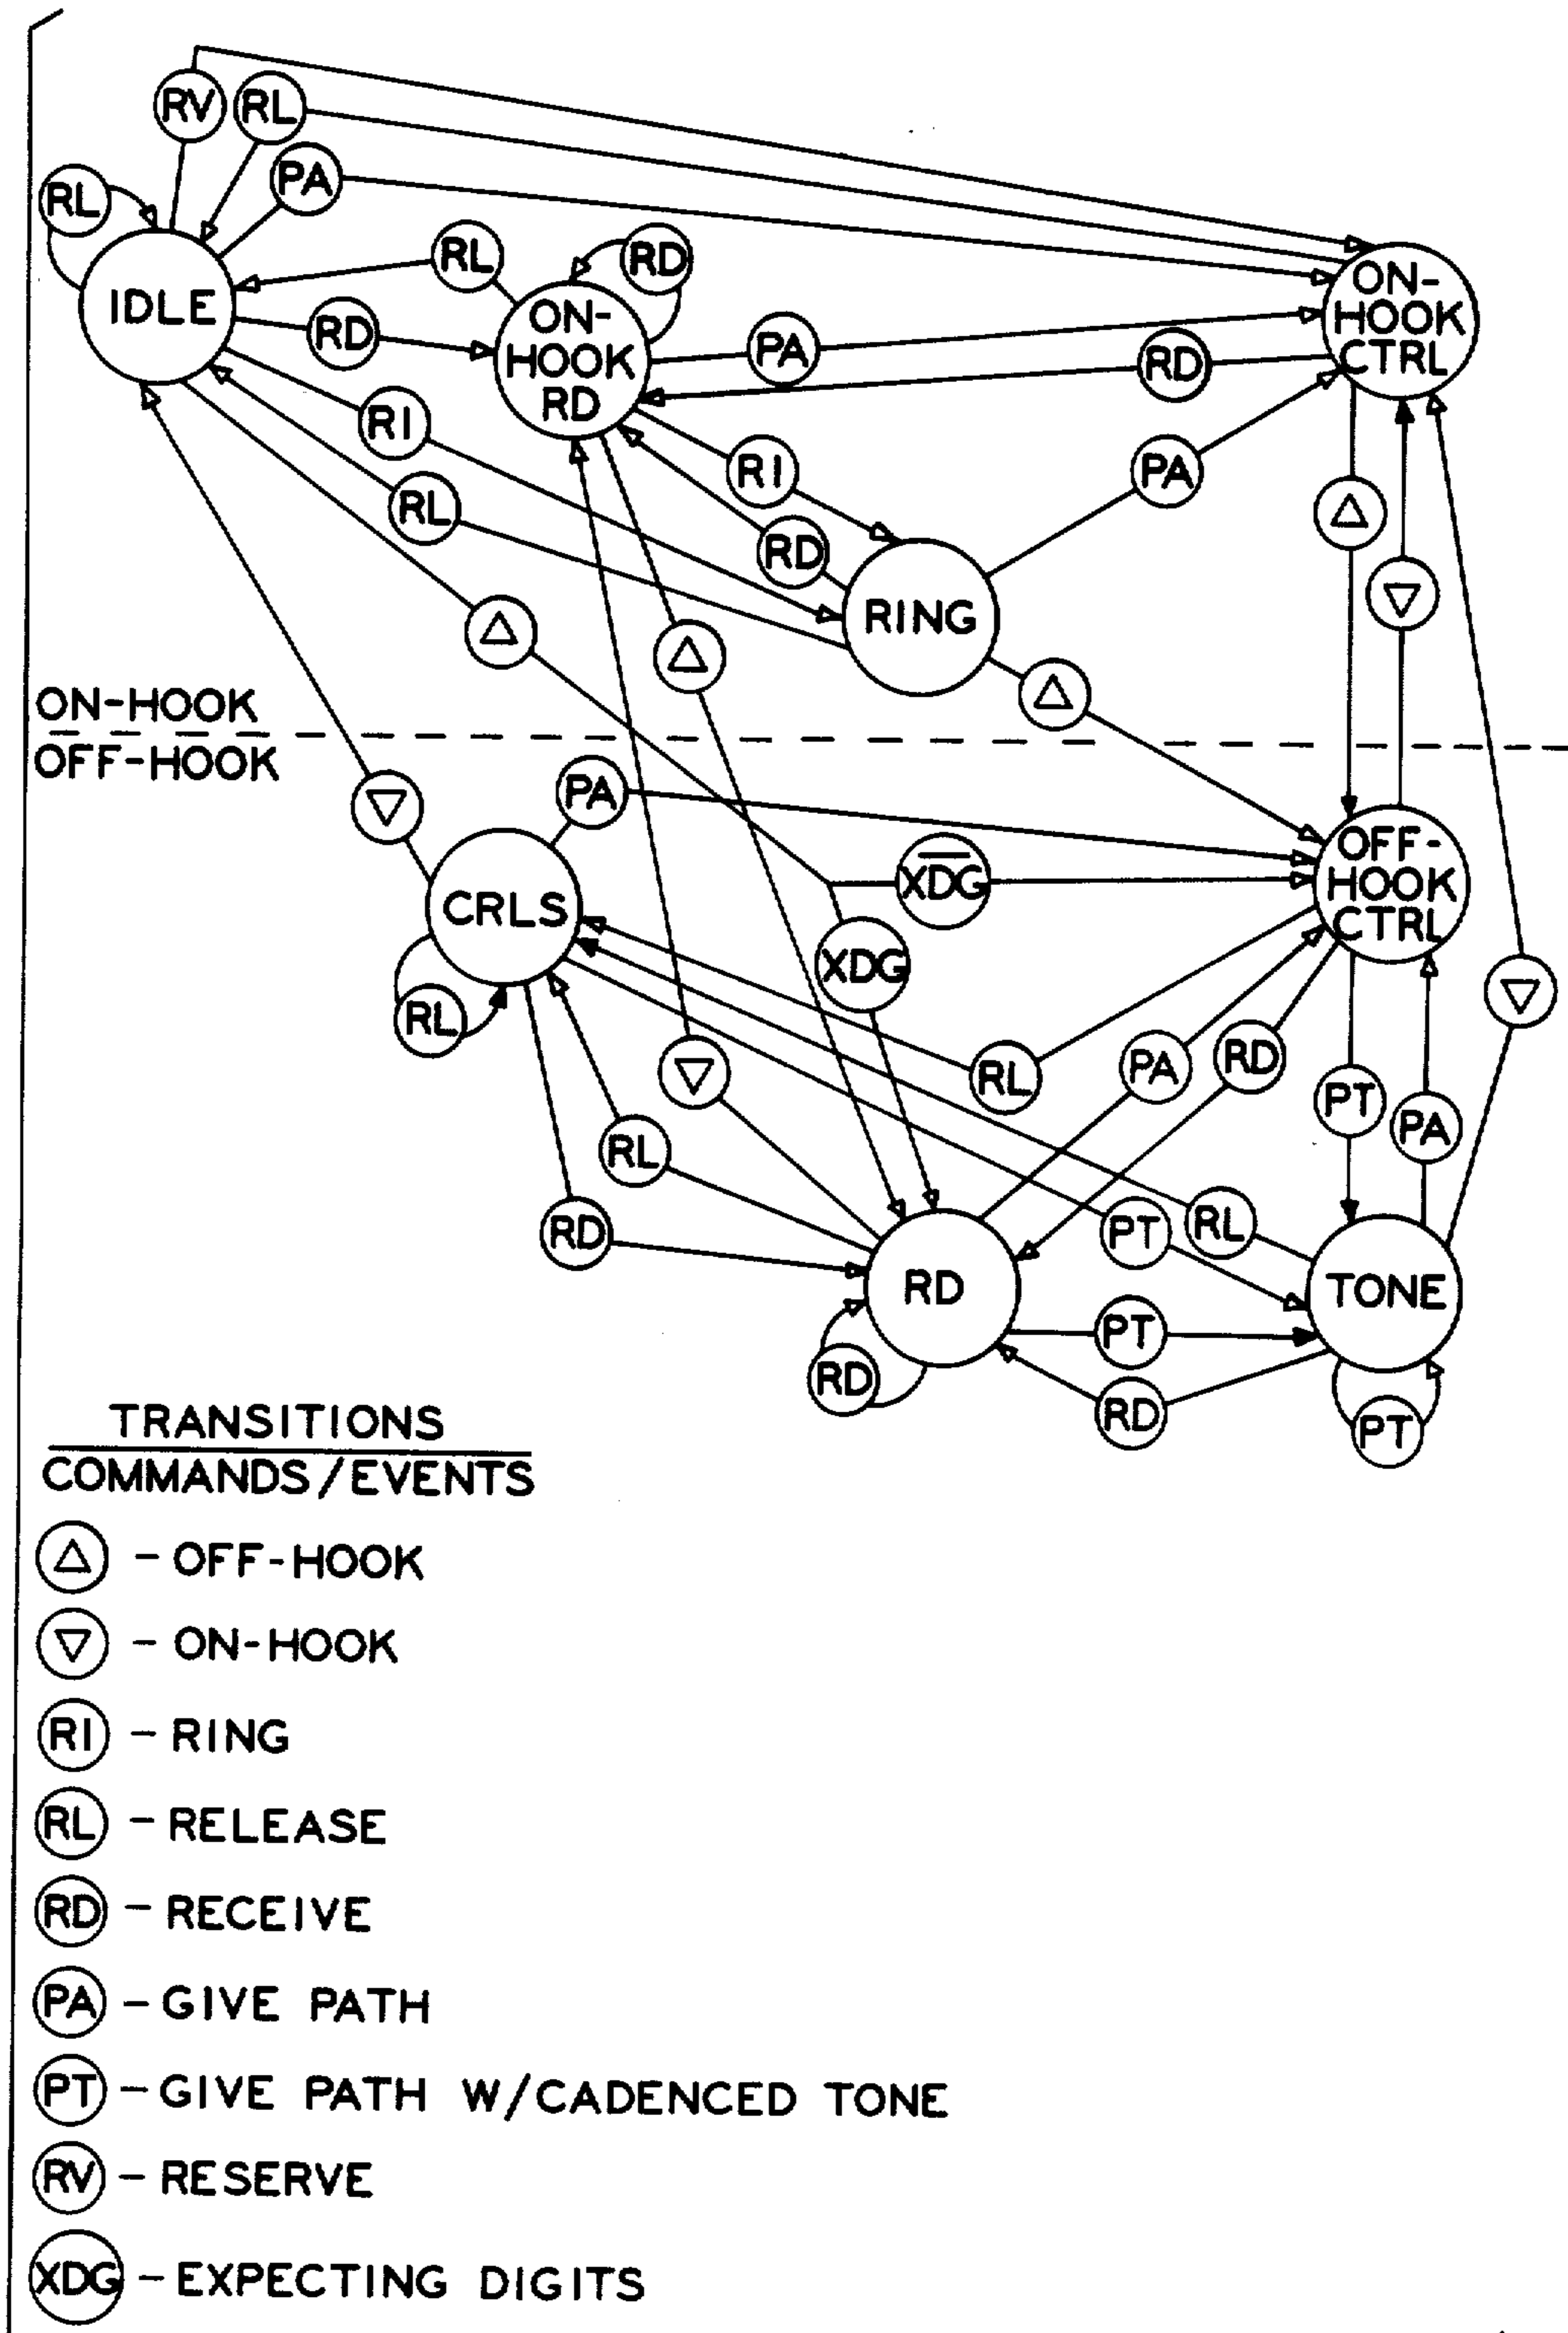 RV
RL
PA
RL
RL
RD
IDLE
RD
ON-
HOOK
RD
PA
RD
ON-
HOOK
CTRL
RI
RL
RI
RD
PA
RING
ON-HOOK
OFF-HOOK
PA
CRLS
XDG
XDG
OFF-
HOOK
CTRL
RL
RL
PA
RD
PT
PA
RL
RD
PT
RL
RD
TONE
PT
RD
RD
PT
TRANSITIONS
COMMANDS/EVENTS
△ - OFF-HOOK
▽ - ON-HOOK
RI - RING
RL - RELEASE
RD - RECEIVE
PA - GIVE PATH
PT - GIVE PATH W/CADENCED TONE
RV - RESERVE
XDG - EXPECTING DIGITS